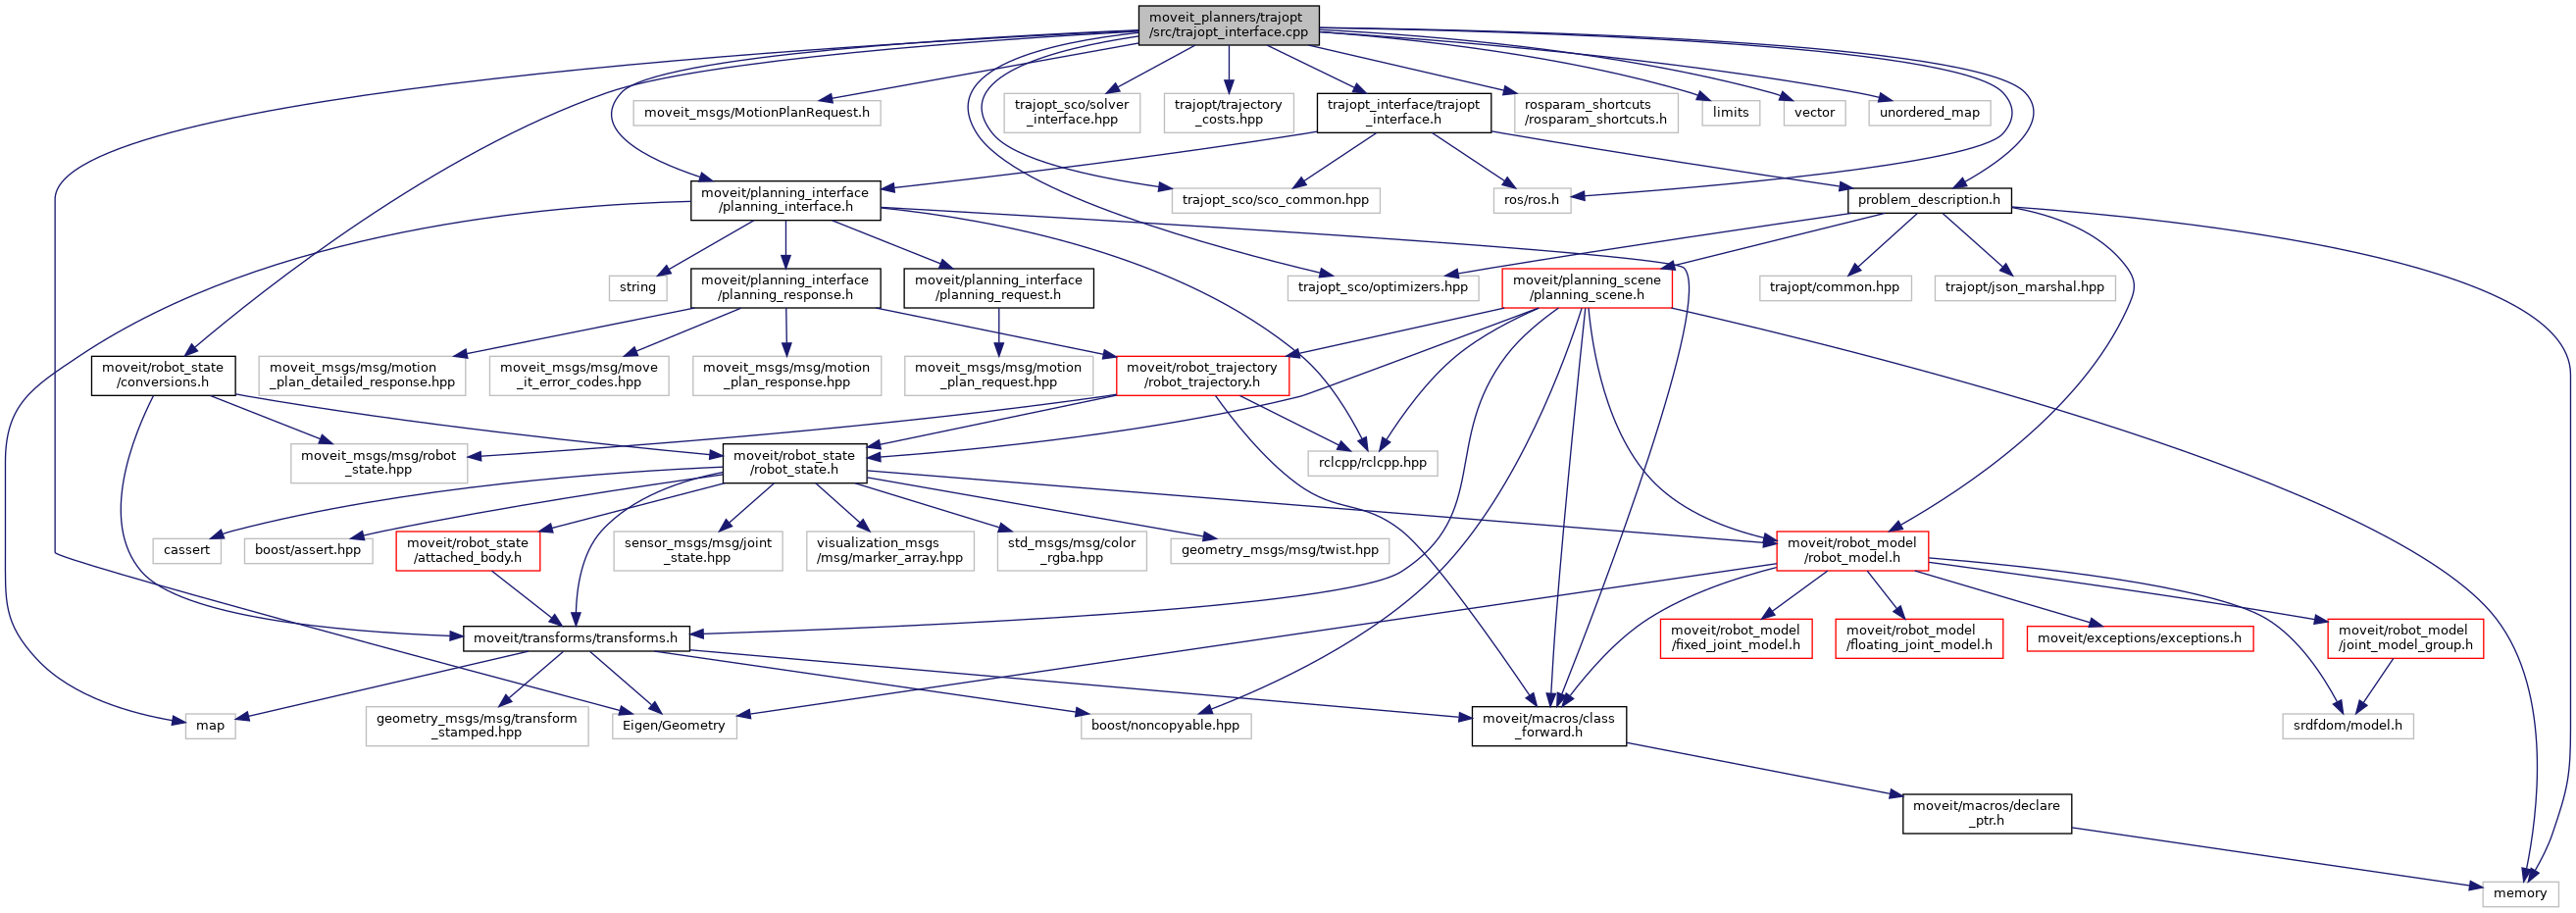 moveit_planners/trajopt
/src/trajopt_interface.cpp
moveit_msgs/MotionPlanRequest.h
trajopt_sco/solver
_interface.hpp
trajopt/trajectory
_costs.hpp
trajopt_interface/trajopt
_interface.h
rosparam_shortcuts
/rosparam_shortcuts.h
limits
vector
unordered_map
moveit/planning_interface
/planning_interface.h
trajopt_sco/sco_common.hpp
ros/ros.h
problem_description.h
string
moveit/planning_interface
/planning_response.h
moveit/planning_interface
/planning_request.h
trajopt_sco/optimizers.hpp
moveit/planning_scene
/planning_scene.h
trajopt/common.hpp
trajopt/json_marshal.hpp
moveit/robot_state
/conversions.h
moveit_msgs/msg/motion
_plan_detailed_response.hpp
moveit_msgs/msg/move
_it_error_codes.hpp
moveit_msgs/msg/motion
_plan_response.hpp
moveit_msgs/msg/motion
_plan_request.hpp
moveit/robot_trajectory
/robot_trajectory.h
moveit_msgs/msg/robot
_state.hpp
moveit/robot_state
/robot_state.h
rclcpp/rclcpp.hpp
cassert
boost/assert.hpp
moveit/robot_state
/attached_body.h
sensor_msgs/msg/joint
_state.hpp
visualization_msgs
/msg/marker_array.hpp
std_msgs/msg/color
_rgba.hpp
geometry_msgs/msg/twist.hpp
moveit/robot_model
/robot_model.h
moveit/transforms/transforms.h
moveit/robot_model
/fixed_joint_model.h
moveit/robot_model
/floating_joint_model.h
moveit/exceptions/exceptions.h
moveit/robot_model
/joint_model_group.h
map
geometry_msgs/msg/transform
_stamped.hpp
Eigen/Geometry
boost/noncopyable.hpp
moveit/macros/class
_forward.h
srdfdom/model.h
moveit/macros/declare
_ptr.h
memory